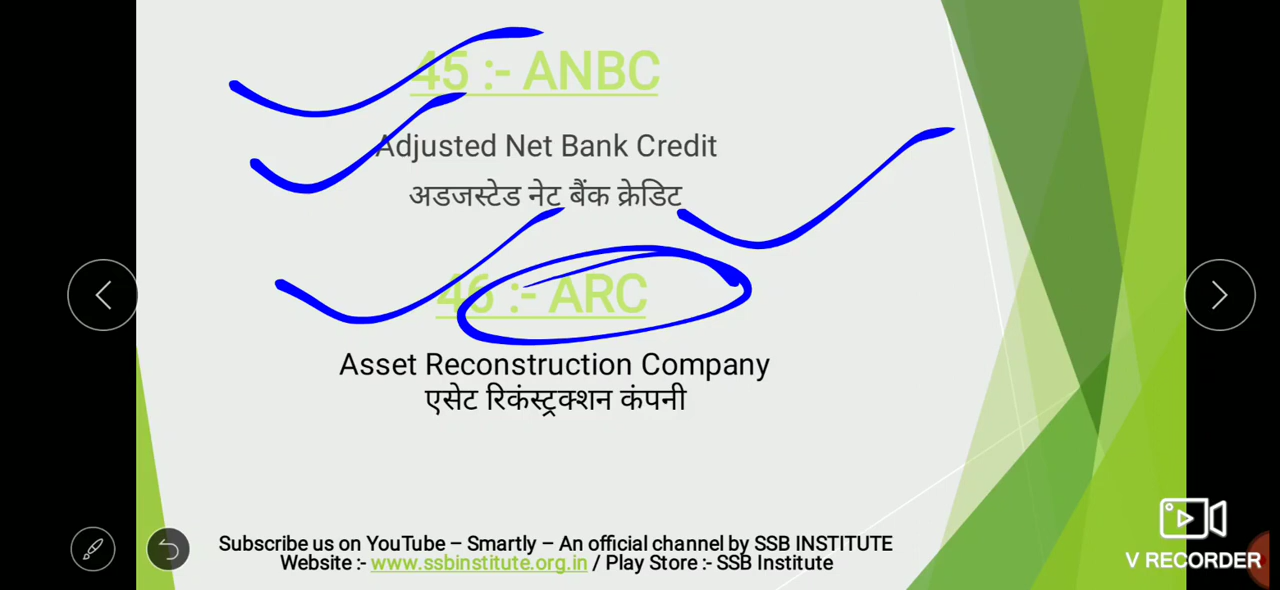 45 :- ANBC
Adjusted Net Bank Credit
अडजस्टेड नेट बैंक क्रेडिट
46 :- ARC
Asset Reconstruction Company
एसेट रिकंस्ट्रक्शन कंपनी
Subscribe us on YouTube – Smartly – An official channel by SSB INSTITUTE
Website :- www.ssbinstitute.org.in / Play Store :- SSB Institute
V RECORDER